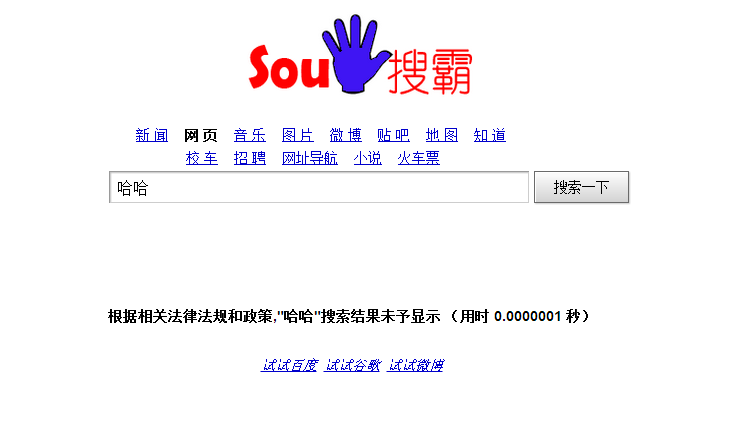 Sou 搜霸
新 闻 网 页 音 乐 图 片 微 博 贴 吧 地 图 知 道
校 车 招 聘 网址导航 小说 火车票
哈哈 搜索一下
根据相关法律法规和政策,"哈哈"搜索结果未予显示 （用时 0.0000001 秒）
试试百度 试试谷歌 试试微博